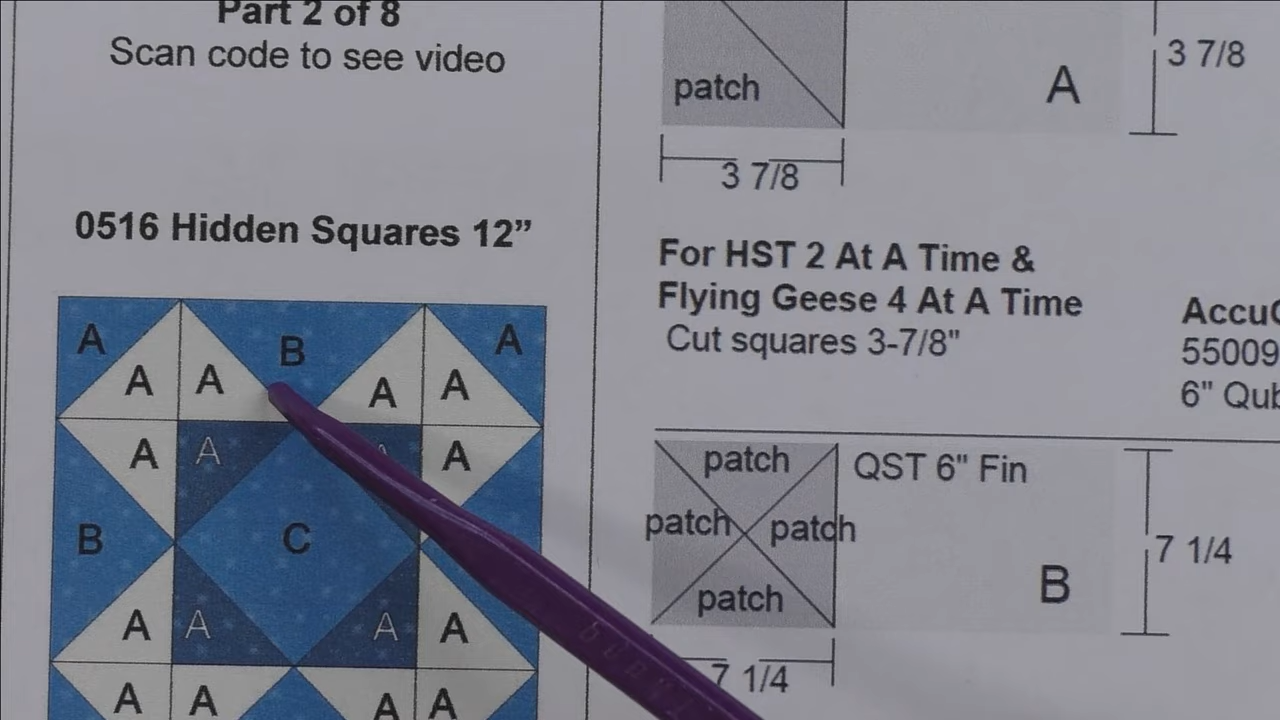 Part 2 of 8
Scan code to see video
0516 Hidden Squares 12”
A B A
A A A A
A A A A
B C
A A A A
A A A A
patch A 3 7/8
3 7/8
For HST 2 At A Time &
Flying Geese 4 At A Time
Cut squares 3-7/8"
55009
6"
patch QST 6" Fin
patch patch 7 1/4
patch B
7 1/4